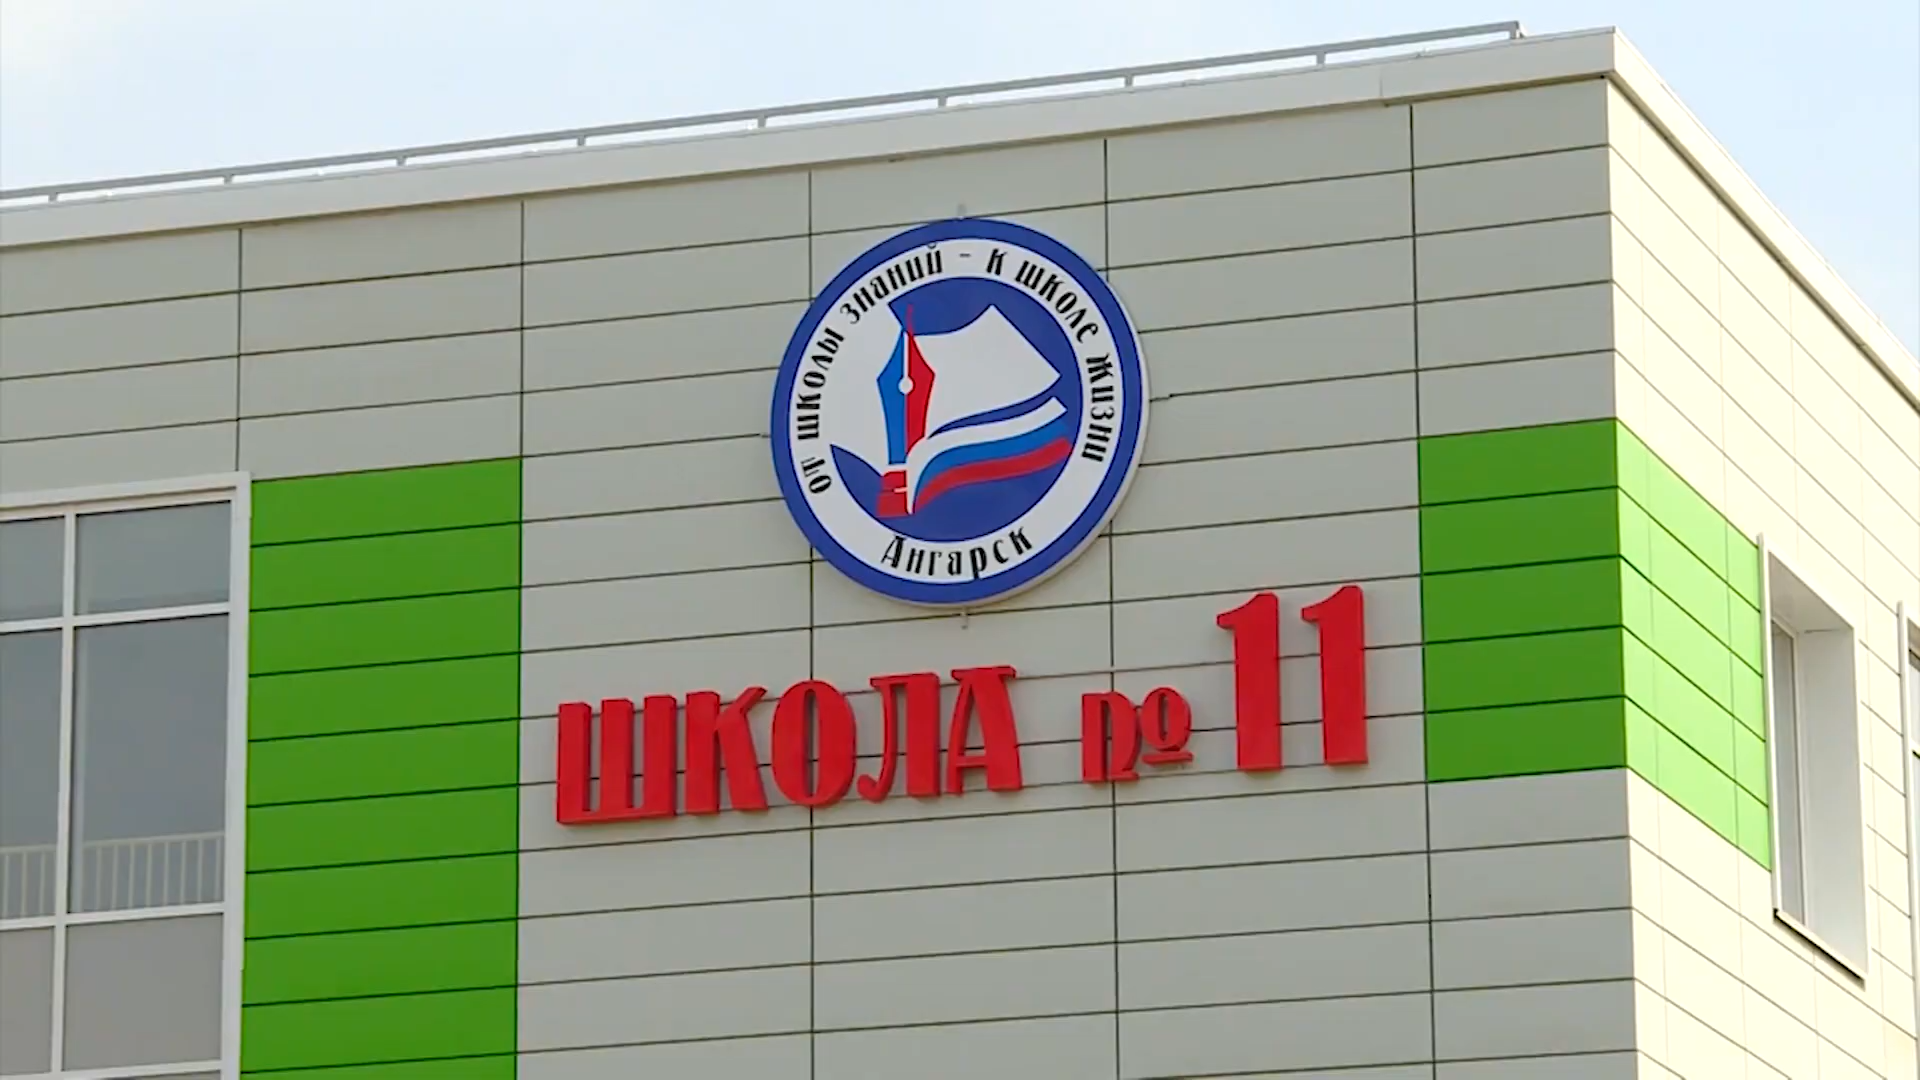 от школы знаний - к школе жизни
Ангарск
ШКОЛА № 11